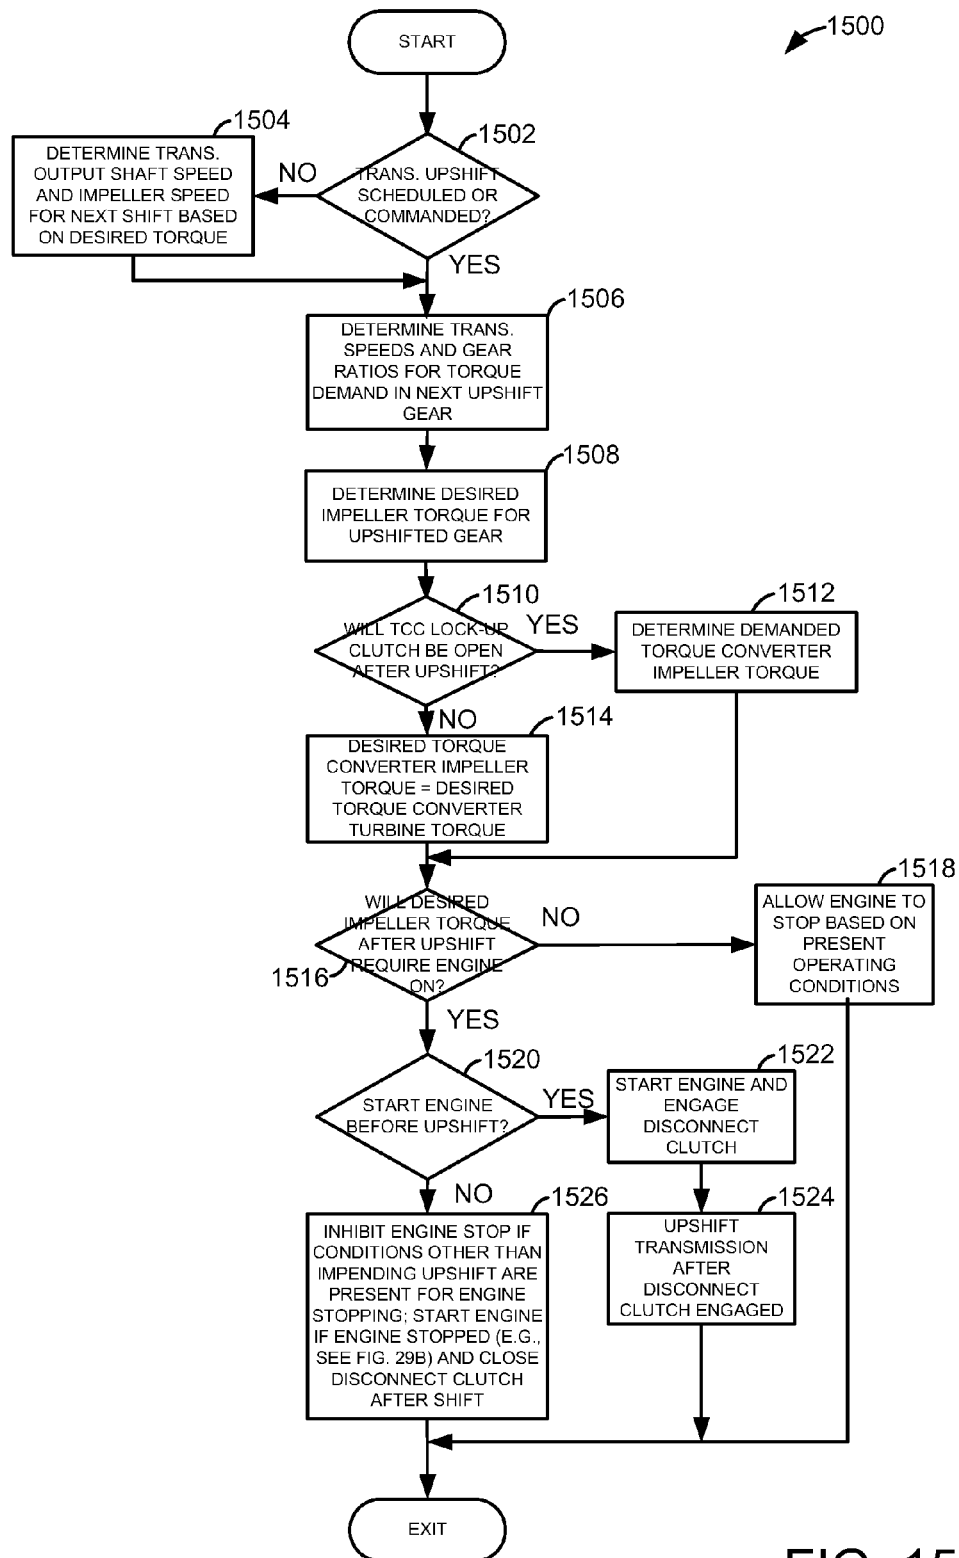 START
1500
1504
1502
DETERMINE TRANS.
OUTPUT SHAFT SPEED
AND IMPELLER SPEED
FOR NEXT SHIFT BASED
ON DESIRED TORQUE
NO
TRANS. UPSHIFT
SCHEDULED OR
COMMANDED?
YES
1506
DETERMINE TRANS.
SPEEDS AND GEAR
RATIOS FOR TORQUE
DEMAND IN NEXT UPSHIFT
GEAR
1508
DETERMINE DESIRED
IMPELLER TORQUE FOR
UPSHIFTED GEAR
1510
WILL TCC LOCK-UP
CLUTCH BE OPEN
AFTER UPSHIFT?
YES
1512
DETERMINE DEMANDED
TORQUE CONVERTER
IMPELLER TORQUE
NO
1514
DESIRED TORQUE
CONVERTER IMPELLER
TORQUE = DESIRED
TORQUE CONVERTER
TURBINE TORQUE
WILL DESIRED
IMPELLER TORQUE
AFTER UPSHIFT
REQUIRE ENGINE
ON?
1516
NO
1518
ALLOW ENGINE TO
STOP BASED ON
PRESENT
OPERATING
CONDITIONS
YES
1520
START ENGINE
BEFORE UPSHIFT?
YES
1522
START ENGINE AND
ENGAGE
DISCONNECT
CLUTCH
NO
1526
INHIBIT ENGINE STOP IF
CONDITIONS OTHER THAN
IMPENDING UPSHIFT ARE
PRESENT FOR ENGINE
STOPPING; START ENGINE
IF ENGINE STOPPED (E.G.,
SEE FIG. 29B) AND CLOSE
DISCONNECT CLUTCH
AFTER SHIFT
1524
UPSHIFT
TRANSMISSION
AFTER
DISCONNECT
CLUTCH ENGAGED
EXIT
FIG. 15